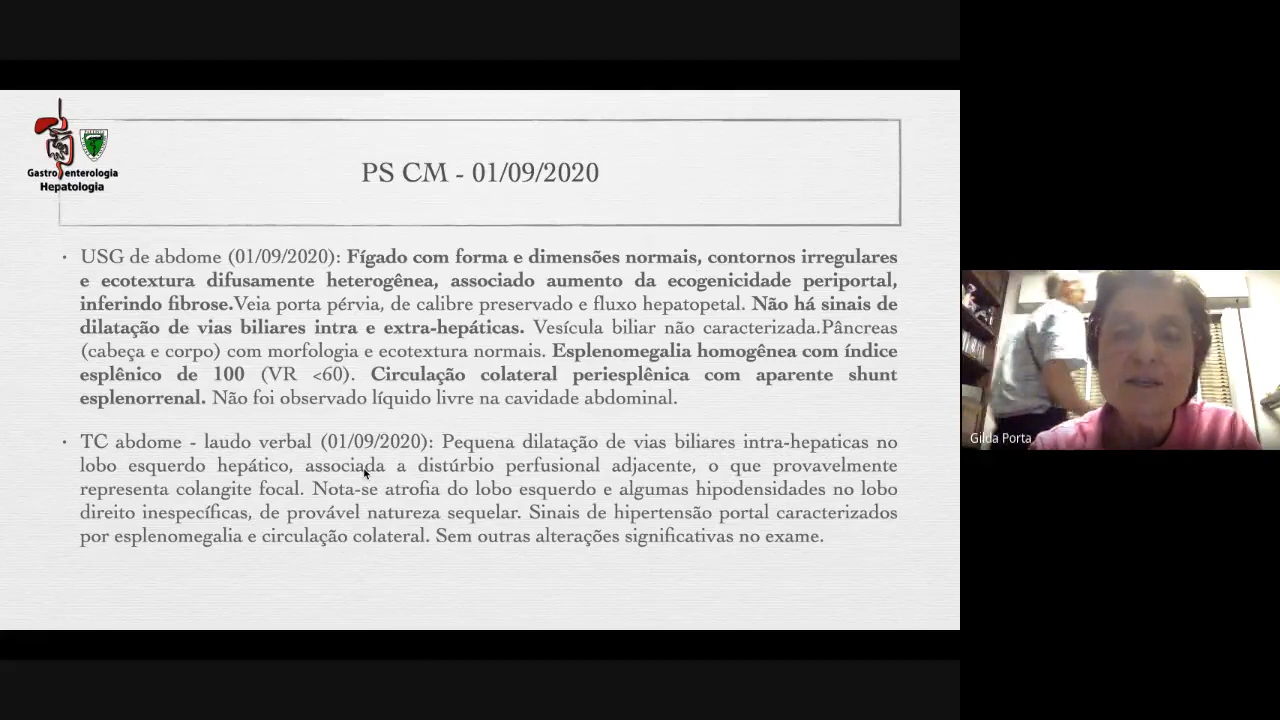 Gastroenterologia
Hepatologia
PS CM - 01/09/2020
• USG de abdome (01/09/2020): Fígado com forma e dimensões normais, contornos irregulares
e ecotextura difusamente heterogênea, associado aumento da ecogenicidade periportal,
inferindo fibrose.Veia porta pérvia, de calibre preservado e fluxo hepatopetal. Não há sinais de
dilatação de vias biliares intra e extra-hepáticas. Vesícula biliar não caracterizada.Pâncreas
(cabeça e corpo) com morfologia e ecotextura normais. Esplenomegalia homogênea com índice
esplênico de 100 (VR <60). Circulação colateral periesplênica com aparente shunt
esplenorrenal. Não foi observado líquido livre na cavidade abdominal.
• TC abdome - laudo verbal (01/09/2020): Pequena dilatação de vias biliares intra-hepaticas no
lobo esquerdo hepático, associada a distúrbio perfusional adjacente, o que provavelmente
representa colangite focal. Nota-se atrofia do lobo esquerdo e algumas hipodensidades no lobo
direito inespecíficas, de provável natureza sequelar. Sinais de hipertensão portal caracterizados
por esplenomegalia e circulação colateral. Sem outras alterações significativas no exame.
Gilda Porta